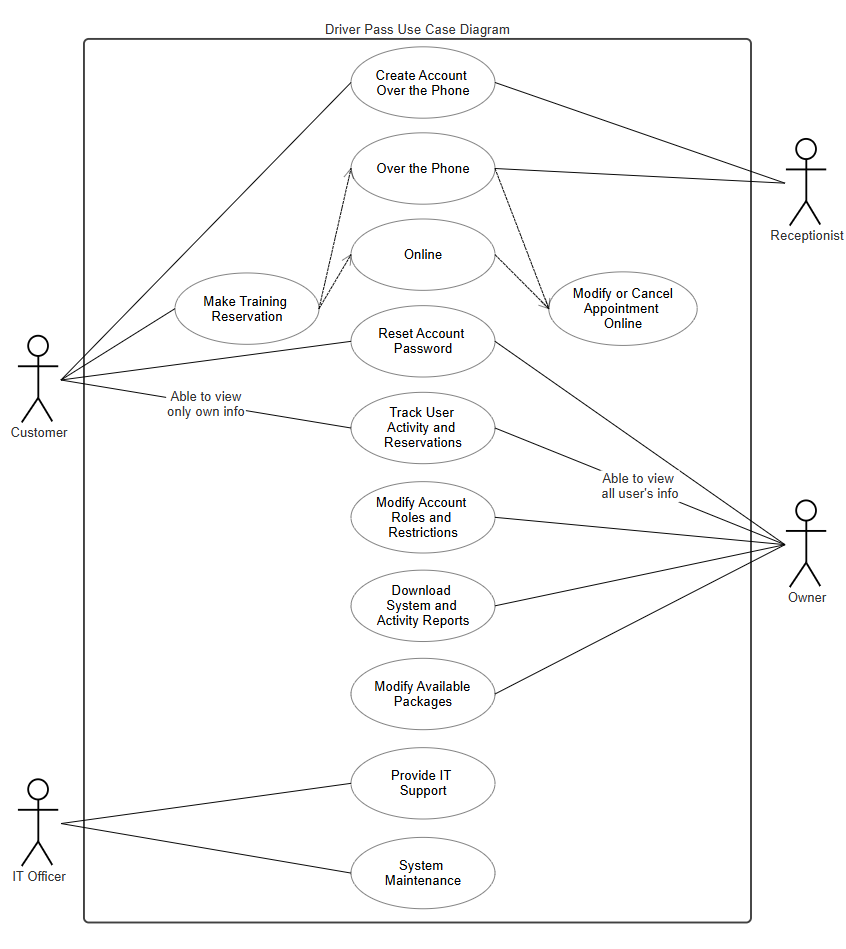 Driver Pass Use Case Diagram
Create Account
Over the Phone
Over the Phone
Receptionist
Online
Make Training
Reservation
Modify or Cancel
Appointment
Online
Reset Account
Password
Customer
Able to view
only own info
Track User
Activity and
Reservations
Able to view
all user's info
Modify Account
Roles and
Restrictions
Owner
Download
System and
Activity Reports
Modify Available
Packages
Provide IT
Support
IT Officer
System
Maintenance